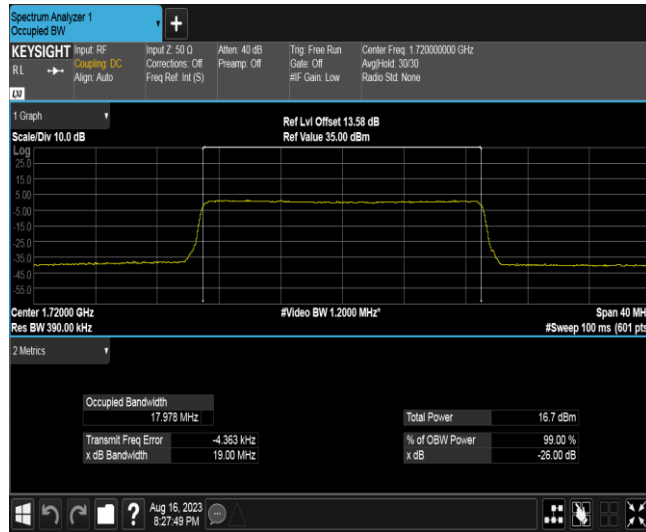 Spectrum Analyzer 1
Occupied BW
+
KEYSIGHT
RL
LXI
Input: RF
Coupling: DC
Align: Auto
Input Z: 50 Ω
Corrections: Off
Freq Ref: Int (S)
Atten: 40 dB
Preamp: Off
Trig: Free Run
Gate: Off
#IF Gain: Low
Center Freq: 1.720000000 GHz
Avg|Hold: 30/30
Radio Std: None
1 Graph
Scale/Div 10.0 dB
Ref Lvl Offset 13.58 dB
Ref Value 35.00 dBm
Log
25.0
15.0
5.00
-5.00
-15.0
-25.0
-35.0
-45.0
-55.0
Center 1.72000 GHz
#Video BW 1.2000 MHz*
Span 40 MH
Res BW 390.00 kHz
#Sweep 100 ms (601 pts
2 Metrics
Occupied Bandwidth
17.978 MHz
Total Power 16.7 dBm
Transmit Freq Error -4.363 kHz
% of OBW Power 99.00 %
x dB Bandwidth 19.00 MHz
x dB -26.00 dB
?
Aug 16, 2023
8:27:49 PM